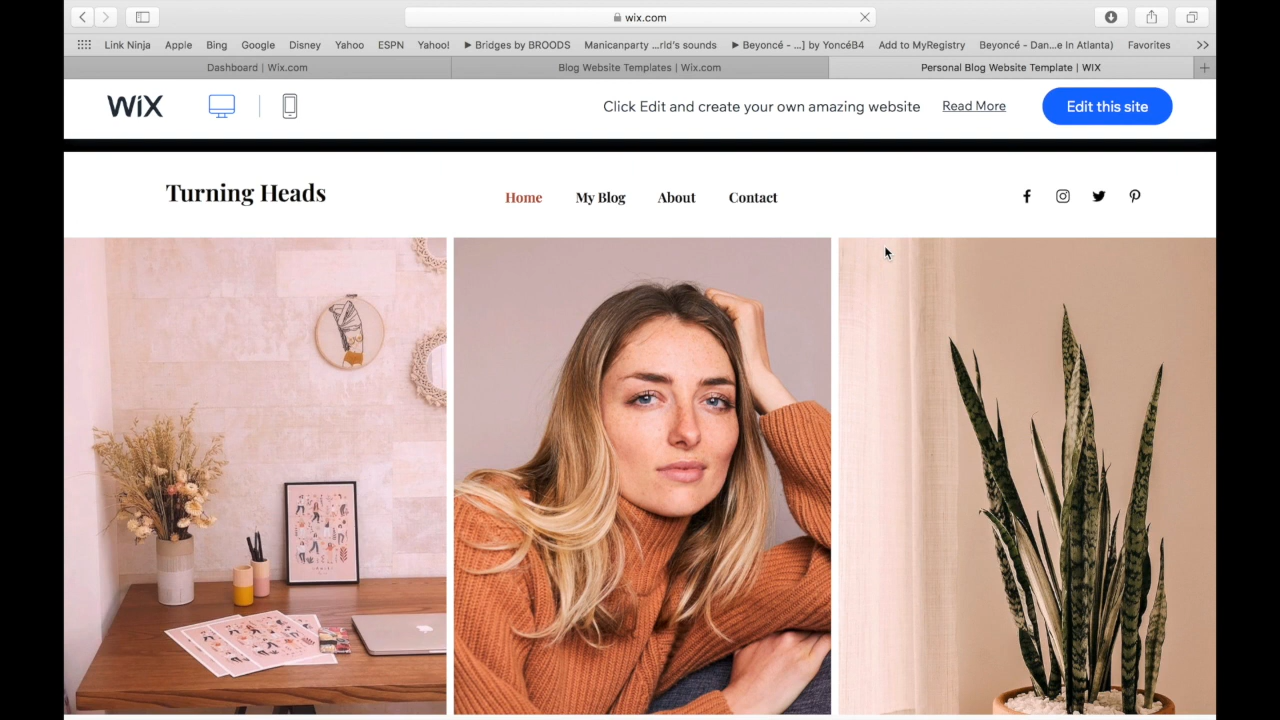 wix.com
Link Ninja Apple Bing Google Disney Yahoo ESPN Yahoo! ▶ Bridges by BROODS Manicanparty ...rld's sounds ▶ Beyoncé - ...] by YoncéB4 Add to MyRegistry Beyoncé - Dan...e In Atlanta) Favorites >>
Dashboard | Wix.com Blog Website Templates | Wix.com Personal Blog Website Template | WIX +
WiX Click Edit and create your own amazing website Read More Edit this site
Turning Heads Home My Blog About Contact